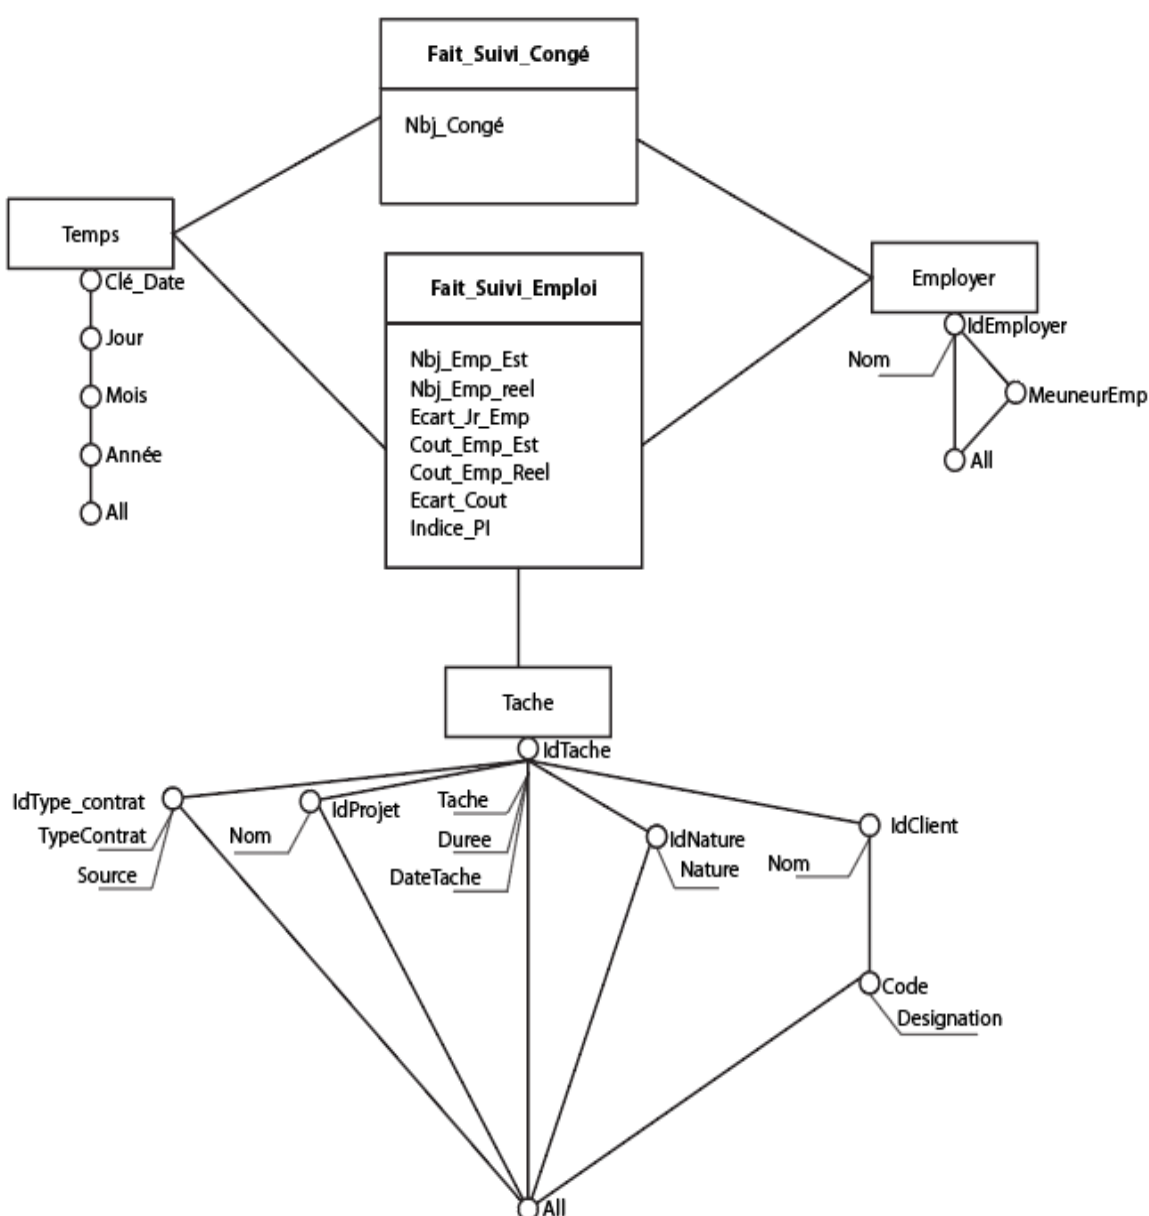 Fait_Suivi_Congé
Nbj_Congé
Temps
Clé_Date
Jour
Mois
Année
All
Fait_Suivi_Emploi
Nbj_Emp_Est
Nbj_Emp_reel
Ecart_Jr_Emp
Cout_Emp_Est
Cout_Emp_Reel
Ecart_Cout
Indice_PI
Employer
IdEmployer
Nom
MeuneurEmp
All
Tache
IdTache
IdType_contrat
TypeContrat
Source
IdProjet
Nom
Tache
Duree
DateTache
IdNature
Nature
IdClient
Nom
Code
Designation
All